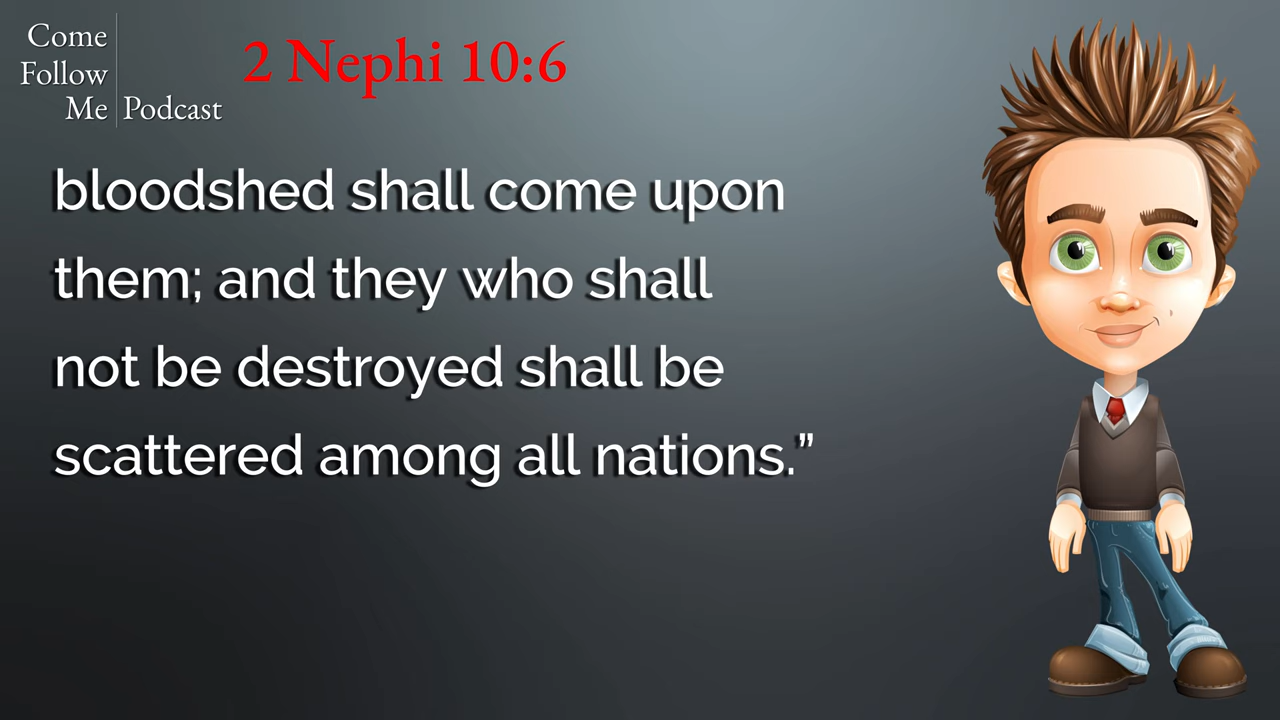 Come
Follow
Me Podcast
2 Nephi 10:6
bloodshed shall come upon
them; and they who shall
not be destroyed shall be
scattered among all nations.”